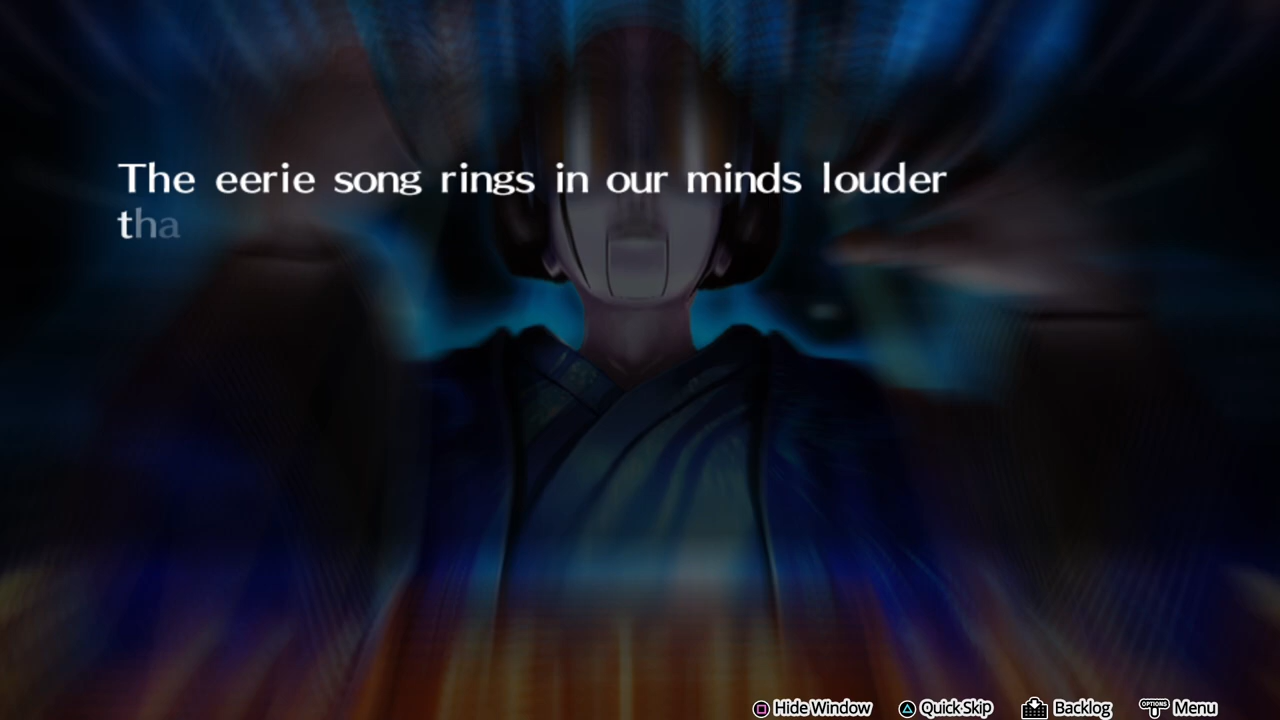 The eerie song rings in our minds louder
tha
Hide Window Quick Skip Backlog OPTIONS Menu